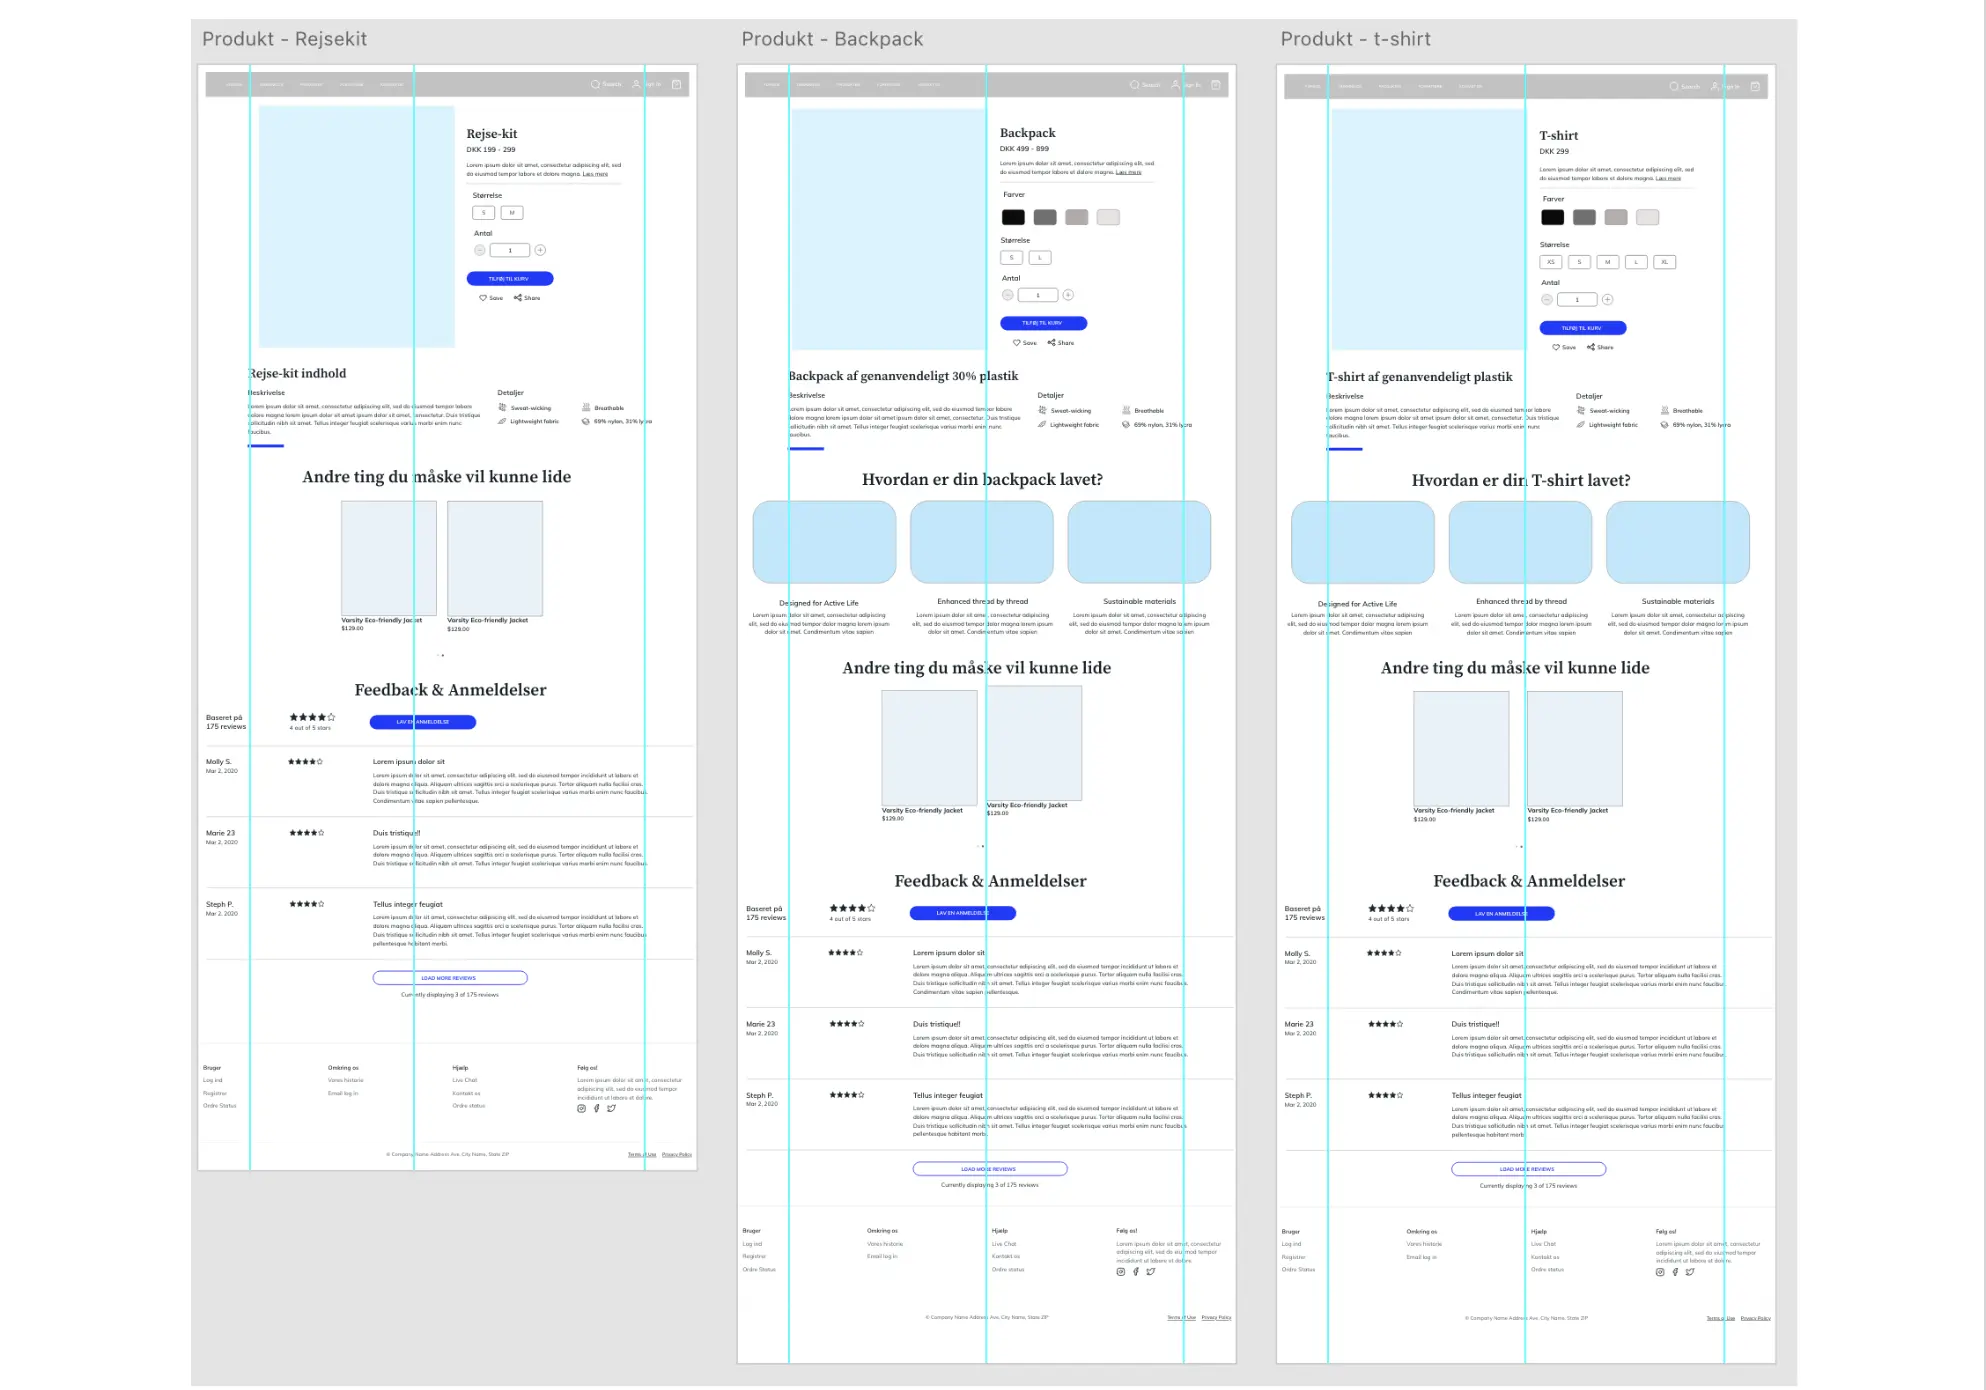 Produkt - Rejsekit
Search
Sign In
Rejse-kit
DKK 199 - 299
Lorem ipsum dolor sit amet, consectetur adipiscing elit, sed
do eiusmod tempor labore et dolore magna. Læs mere
Størrelse
S M
Antal
1
TILFØJ TIL KURV
Save Share
Rejse-kit indhold
Beskrivelse
Lorem ipsum dolor sit amet, consectetur adipiscing elit, sed do eiusmod tempor labore
dolore magna lorem ipsum dolor sit amet ipsum dolor sit amet, consectetur. Duis tristique
sollicitudin nibh sit amet. Tellus integer feugiat scelerisque varius morbi enim nunc
faucibus.
Detaljer
Sweat-wicking Breathable
Lightweight fabric 69% nylon, 31% lycra
Andre ting du måske vil kunne lide
Varsity Eco-friendly Jacket Varsity Eco-friendly Jacket
$129.00 $129.00
Feedback & Anmeldelser
Baseret på
175 reviews
4 out of 5 stars
LAV EN ANMELDELSE
Molly S.
Mar 2, 2020
Lorem ipsum dolor sit
Lorem ipsum dolor sit amet, consectetur adipiscing elit, sed do eiusmod tempor incididunt ut labore et
dolore magna aliqua. Aliquam ultrices sagittis orci a scelerisque purus. Tortor aliquam nulla facilisi cras.
Duis tristique sollicitudin nibh sit amet. Tellus integer feugiat scelerisque varius morbi enim nunc faucibus.
Condimentum vitae sapien pellentesque.
Marie 23
Mar 2, 2020
Duis tristique!!
Lorem ipsum dolor sit amet, consectetur adipiscing elit, sed do eiusmod tempor incididunt ut labore et
dolore magna aliqua. Aliquam ultrices sagittis orci a scelerisque purus. Tortor aliquam nulla facilisi cras.
Duis tristique sollicitudin nibh sit amet. Tellus integer feugiat scelerisque varius morbi enim nunc faucibus.
Steph P.
Mar 2, 2020
Tellus integer feugiat
Lorem ipsum dolor sit amet, consectetur adipiscing elit, sed do eiusmod tempor incididunt ut labore et
dolore magna aliqua. Aliquam ultrices sagittis orci a scelerisque purus. Tortor aliquam nulla facilisi cras.
Duis tristique sollicitudin nibh sit amet. Tellus integer feugiat scelerisque varius morbi enim nunc faucibus.
pellentesque habitant morbi.
LOAD MORE REVIEWS
Currently displaying 3 of 175 reviews
Bruger
Log ind
Registrer
Ordre Status
Omkring os
Vores historie
Email log in
Hjælp
Live Chat
Kontakt os
Ordre status
Følg os!
Lorem ipsum dolor sit amet, consectetur
adipiscing elit, sed do eiusmod tempor
incididunt ut labore et dolore.
© Company Name Address Ave, City Name, State ZIP
Terms of Use Privacy Policy
Produkt - Backpack
Search
Sign In
Backpack
DKK 499 - 899
Lorem ipsum dolor sit amet, consectetur adipiscing elit, sed
do eiusmod tempor labore et dolore magna. Læs mere
Farver
Størrelse
S L
Antal
1
TILFØJ TIL KURV
Save Share
Backpack af genanvendeligt 30% plastik
Beskrivelse
Lorem ipsum dolor sit amet, consectetur adipiscing elit, sed do eiusmod tempor labore
dolore magna lorem ipsum dolor sit amet ipsum dolor sit amet, consectetur. Duis tristique
sollicitudin nibh sit amet. Tellus integer feugiat scelerisque varius morbi enim nunc
faucibus.
Detaljer
Sweat-wicking Breathable
Lightweight fabric 69% nylon, 31% lycra
Hvordan er din backpack lavet?
Designed for Active Life
Lorem ipsum dolor sit amet, consectetur adipiscing
elit, sed do eiusmod tempor dolor magna lorem ipsum
dolor sit amet. Condimentum vitae sapien
Enhanced thread by thread
Lorem ipsum dolor sit amet, consectetur adipiscing
elit, sed do eiusmod tempor dolor magna lorem ipsum
dolor sit amet. Condimentum vitae sapien
Sustainable materials
Lorem ipsum dolor sit amet, consectetur adipiscing
elit, sed do eiusmod tempor dolor magna lorem ipsum
dolor sit amet. Condimentum vitae sapien
Andre ting du måske vil kunne lide
Varsity Eco-friendly Jacket Varsity Eco-friendly Jacket
$129.00 $129.00
Feedback & Anmeldelser
Baseret på
175 reviews
4 out of 5 stars
LAV EN ANMELDELSE
Molly S.
Mar 2, 2020
Lorem ipsum dolor sit
Lorem ipsum dolor sit amet, consectetur adipiscing elit, sed do eiusmod tempor incididunt ut labore et
dolore magna aliqua. Aliquam ultrices sagittis orci a scelerisque purus. Tortor aliquam nulla facilisi cras.
Duis tristique sollicitudin nibh sit amet. Tellus integer feugiat scelerisque varius morbi enim nunc faucibus.
Condimentum vitae sapien pellentesque.
Marie 23
Mar 2, 2020
Duis tristique!!
Lorem ipsum dolor sit amet, consectetur adipiscing elit, sed do eiusmod tempor incididunt ut labore et
dolore magna aliqua. Aliquam ultrices sagittis orci a scelerisque purus. Tortor aliquam nulla facilisi cras.
Duis tristique sollicitudin nibh sit amet. Tellus integer feugiat scelerisque varius morbi enim nunc faucibus.
Steph P.
Mar 2, 2020
Tellus integer feugiat
Lorem ipsum dolor sit amet, consectetur adipiscing elit, sed do eiusmod tempor incididunt ut labore et
dolore magna aliqua. Aliquam ultrices sagittis orci a scelerisque purus. Tortor aliquam nulla facilisi cras.
Duis tristique sollicitudin nibh sit amet. Tellus integer feugiat scelerisque varius morbi enim nunc faucibus.
pellentesque habitant morbi.
LOAD MORE REVIEWS
Currently displaying 3 of 175 reviews
Bruger
Log ind
Registrer
Ordre Status
Omkring os
Vores historie
Email log in
Hjælp
Live Chat
Kontakt os
Ordre status
Følg os!
Lorem ipsum dolor sit amet, consectetur
adipiscing elit, sed do eiusmod tempor
incididunt ut labore et dolore.
© Company Name Address Ave, City Name, State ZIP
Terms of Use Privacy Policy
Produkt - t-shirt
Search
Sign In
T-shirt
DKK 299
Lorem ipsum dolor sit amet, consectetur adipiscing elit, sed
do eiusmod tempor labore et dolore magna. Læs mere
Farver
Størrelse
XS S M L XL
Antal
1
TILFØJ TIL KURV
Save Share
T-shirt af genanvendeligt plastik
Beskrivelse
Lorem ipsum dolor sit amet, consectetur adipiscing elit, sed do eiusmod tempor labore
dolore magna lorem ipsum dolor sit amet ipsum dolor sit amet, consectetur. Duis tristique
sollicitudin nibh sit amet. Tellus integer feugiat scelerisque varius morbi enim nunc
faucibus.
Detaljer
Sweat-wicking Breathable
Lightweight fabric 69% nylon, 31% lycra
Hvordan er din T-shirt lavet?
Designed for Active Life
Lorem ipsum dolor sit amet, consectetur adipiscing
elit, sed do eiusmod tempor dolor magna lorem ipsum
dolor sit amet. Condimentum vitae sapien
Enhanced thread by thread
Lorem ipsum dolor sit amet, consectetur adipiscing
elit, sed do eiusmod tempor dolor magna lorem ipsum
dolor sit amet. Condimentum vitae sapien
Sustainable materials
Lorem ipsum dolor sit amet, consectetur adipiscing
elit, sed do eiusmod tempor dolor magna lorem ipsum
dolor sit amet. Condimentum vitae sapien
Andre ting du måske vil kunne lide
Varsity Eco-friendly Jacket Varsity Eco-friendly Jacket
$129.00 $129.00
Feedback & Anmeldelser
Baseret på
175 reviews
4 out of 5 stars
LAV EN ANMELDELSE
Molly S.
Mar 2, 2020
Lorem ipsum dolor sit
Lorem ipsum dolor sit amet, consectetur adipiscing elit, sed do eiusmod tempor incididunt ut labore et
dolore magna aliqua. Aliquam ultrices sagittis orci a scelerisque purus. Tortor aliquam nulla facilisi cras.
Duis tristique sollicitudin nibh sit amet. Tellus integer feugiat scelerisque varius morbi enim nunc faucibus.
Condimentum vitae sapien pellentesque.
Marie 23
Mar 2, 2020
Duis tristique!!
Lorem ipsum dolor sit amet, consectetur adipiscing elit, sed do eiusmod tempor incididunt ut labore et
dolore magna aliqua. Aliquam ultrices sagittis orci a scelerisque purus. Tortor aliquam nulla facilisi cras.
Duis tristique sollicitudin nibh sit amet. Tellus integer feugiat scelerisque varius morbi enim nunc faucibus.
Steph P.
Mar 2, 2020
Tellus integer feugiat
Lorem ipsum dolor sit amet, consectetur adipiscing elit, sed do eiusmod tempor incididunt ut labore et
dolore magna aliqua. Aliquam ultrices sagittis orci a scelerisque purus. Tortor aliquam nulla facilisi cras.
Duis tristique sollicitudin nibh sit amet. Tellus integer feugiat scelerisque varius morbi enim nunc faucibus.
pellentesque habitant morbi.
LOAD MORE REVIEWS
Currently displaying 3 of 175 reviews
Bruger
Log ind
Registrer
Ordre Status
Omkring os
Vores historie
Email log in
Hjælp
Live Chat
Kontakt os
Ordre status
Følg os!
Lorem ipsum dolor sit amet, consectetur
adipiscing elit, sed do eiusmod tempor
incididunt ut labore et dolore.
© Company Name Address Ave, City Name, State ZIP
Terms of Use Privacy Policy